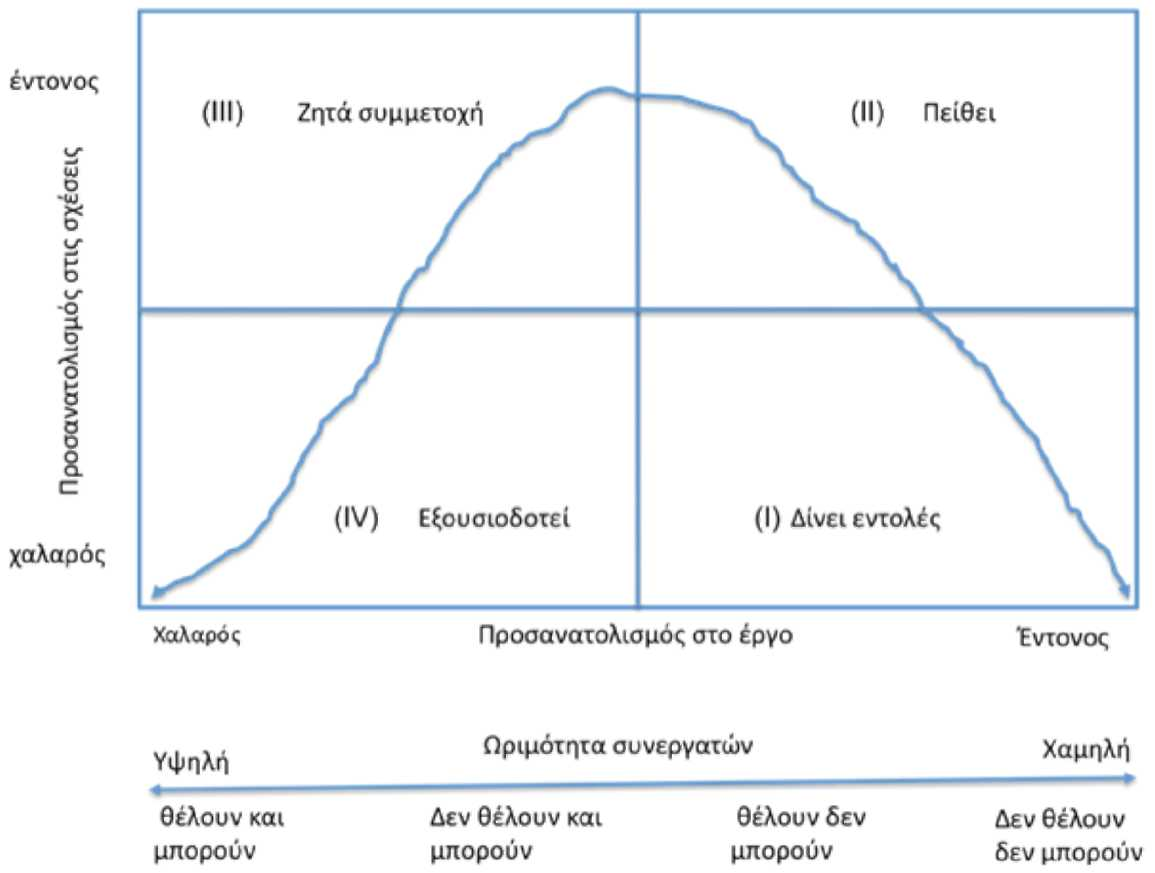 έντονος
(III) Ζητά συμμετοχή
(II) Πείθει
Προσανατολισμός στις σχέσεις
(IV) Εξουσιοδοτεί
(I) Δίνει εντολές
χαλαρός
Χαλαρός
Προσανατολισμός στο έργο
Έντονος
Υψηλή
Ωριμότητα συνεργατών
Χαμηλή
θέλουν και
μπορούν
Δεν θέλουν και
μπορούν
θέλουν δεν
μπορούν
Δεν θέλουν
δεν μπορούν